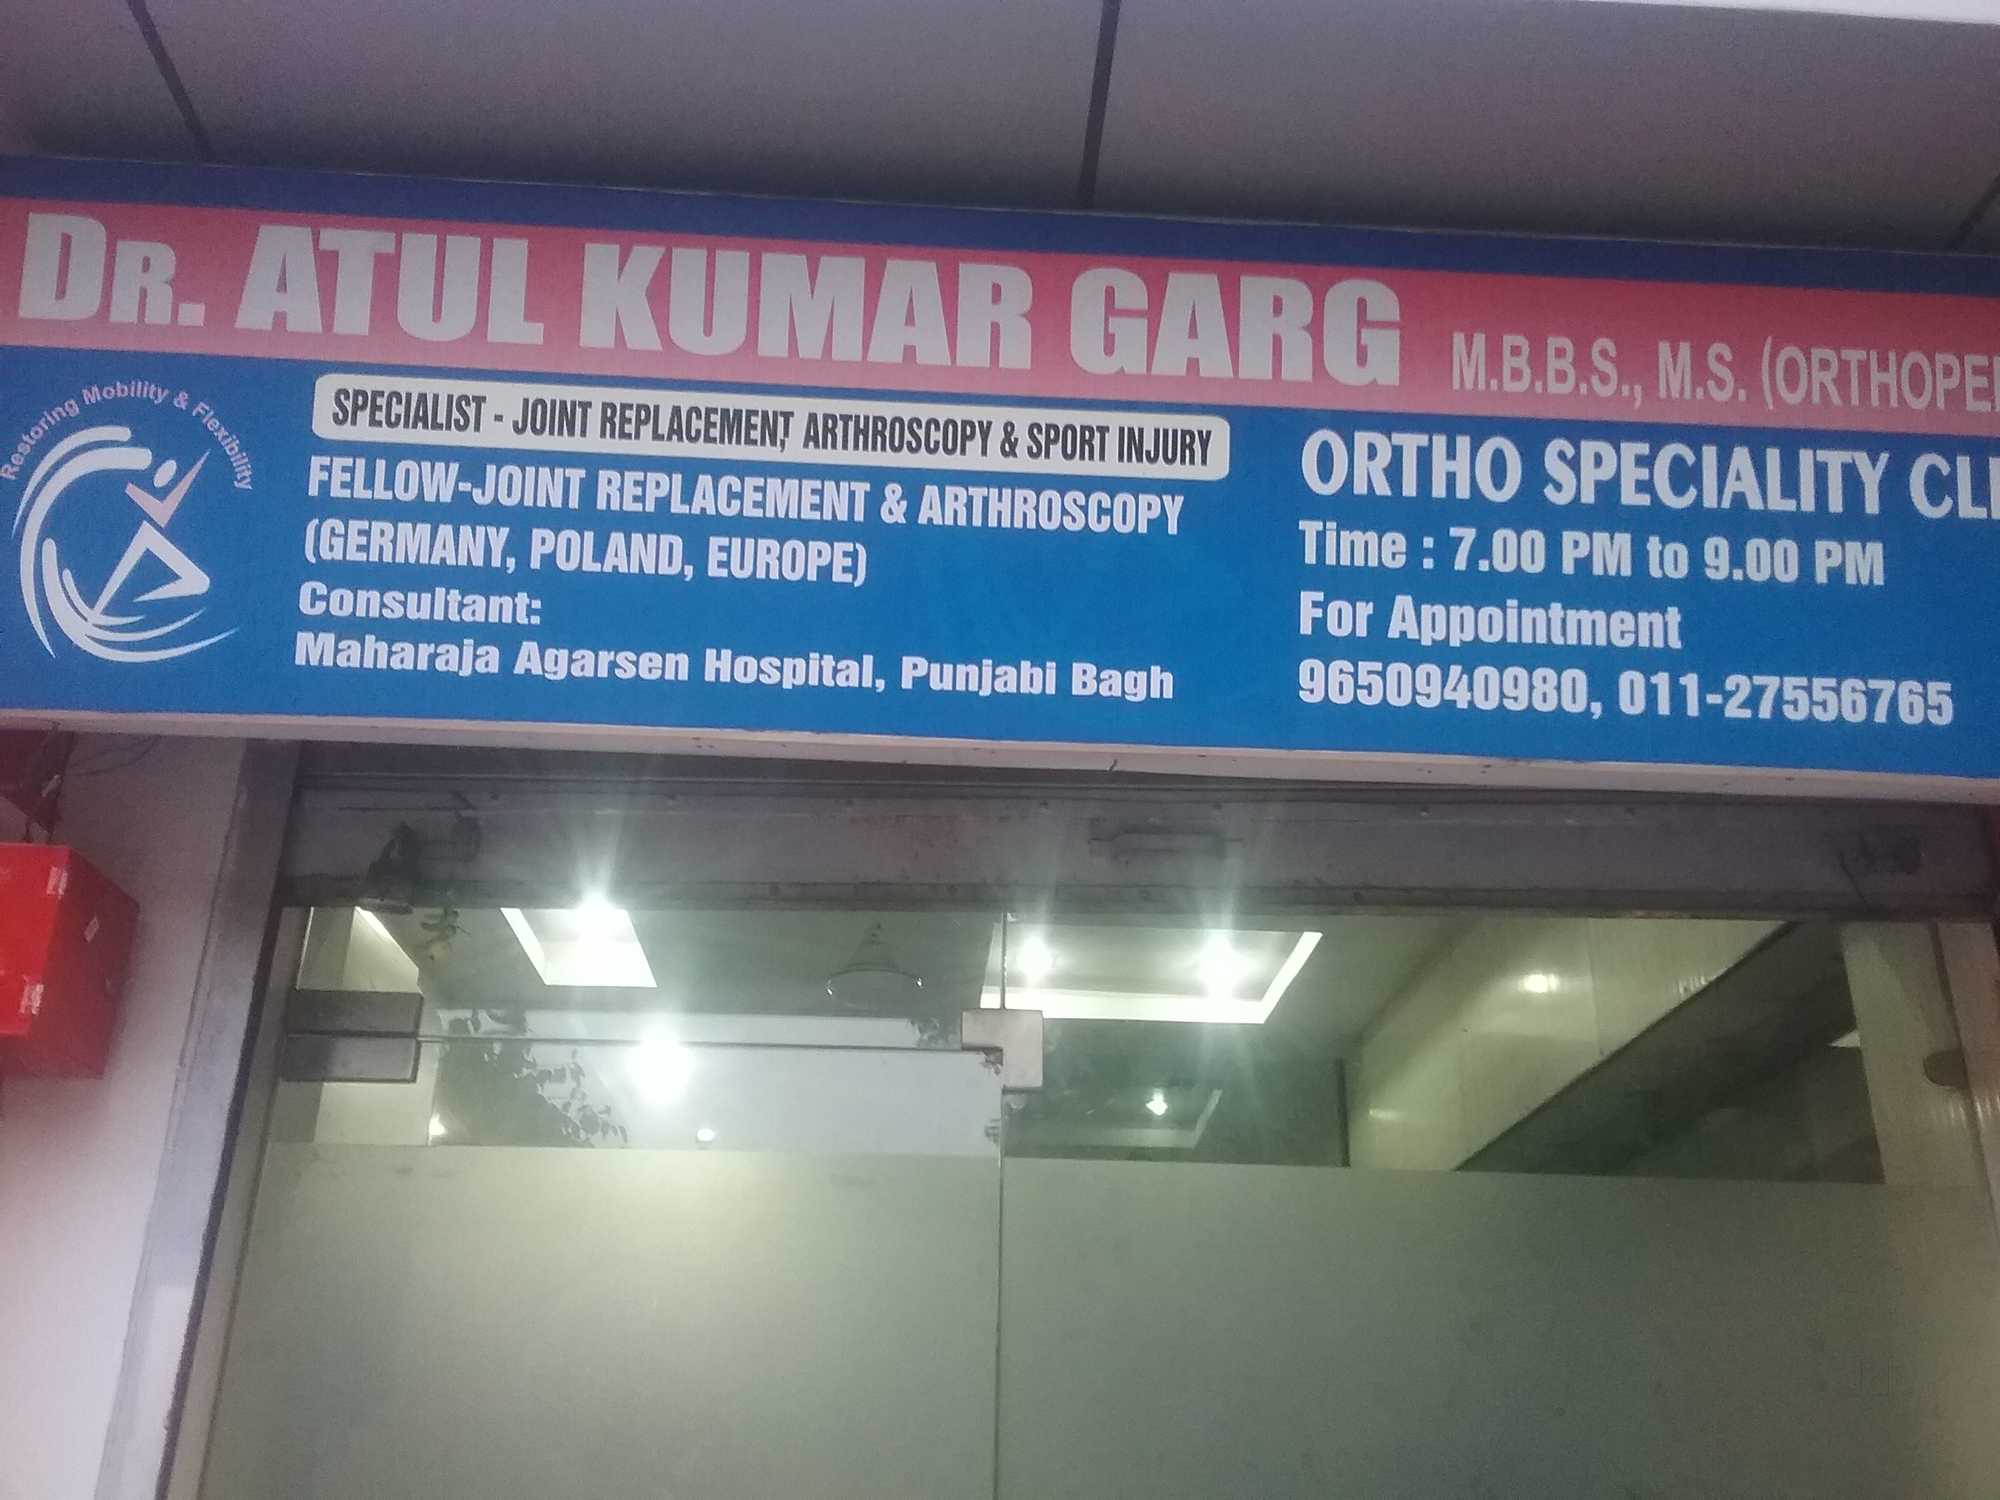 DR. ATUL KUMAR GARG M.B.B.S., M.S. (ORTHOPE
Restoring Mobility & Flexibility
SPECIALIST - JOINT REPLACEMENT, ARTHROSCOPY & SPORT INJURY
FELLOW-JOINT REPLACEMENT & ARTHROSCOPY
(GERMANY, POLAND, EUROPE)
Consultant:
Maharaja Agarsen Hospital, Punjabi Bagh
ORTHO SPECIALITY CLI
Time : 7.00 PM to 9.00 PM
For Appointment
9650940980, 011-27556765